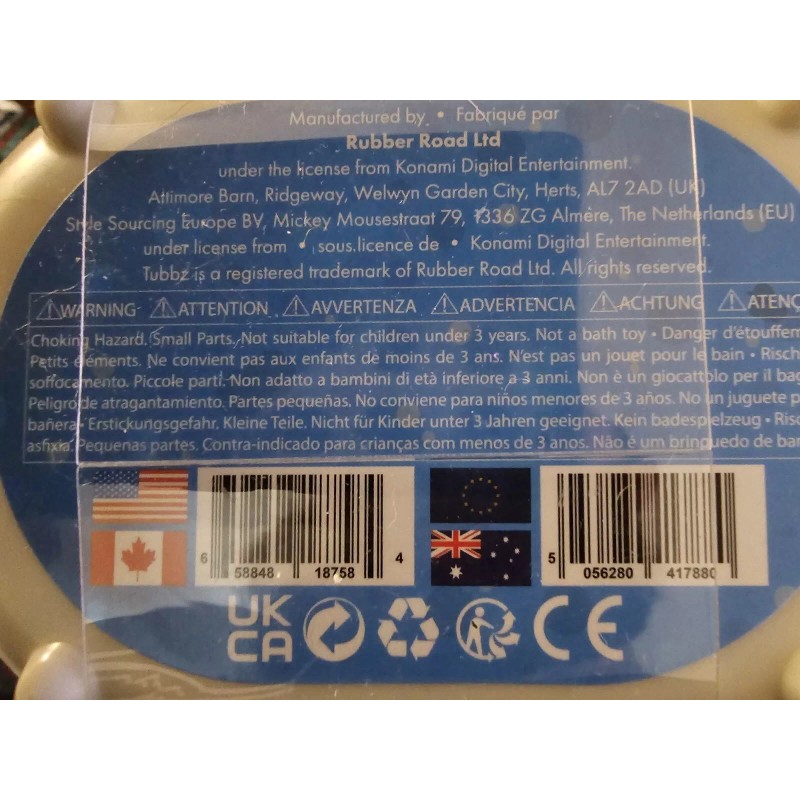 Manufactured by • Fabriqué par
Rubber Road Ltd
under the license from Konami Digital Entertainment.
Attimore Barn, Ridgeway, Welwyn Garden City, Herts, AL7 2AD (UK)
Style Sourcing Europe BV, Mickey Mousestraat 79, 1336 ZG Almère, The Netherlands (EU)
under license from • sous licence de • Konami Digital Entertainment.
Tubbz is a registered trademark of Rubber Road Ltd. All rights reserved.
WARNING ATTENTION AVVERTENZA ADVERTENCIA ACHTUNG ATENÇ
Choking Hazard. Small Parts. Not suitable for children under 3 years. Not a bath toy • Danger d'étouffem
Petits éléments. Ne convient pas aux enfants de moins de 3 ans. N'est pas un jouet pour le bain • Risch
soffocamento. Piccole parti. Non adatto a bambini di età inferiore a 3 anni. Non è un giocattolo per il bag
Peligro de atragantamiento. Partes pequeñas. No conviene para niños menores de 3 años. No un juguete p
bañera • Erstickungsgefahr. Kleine Teile. Nicht für Kinder unter 3 Jahren geeignet. Kein badespielzeug • Risc
asfixia. Pequenas partes. Contra-indicado para crianças com menos de 3 anos. Não é um brinquedo de ban
6 58848 18758 4
5 056280 417880
UK CA CE